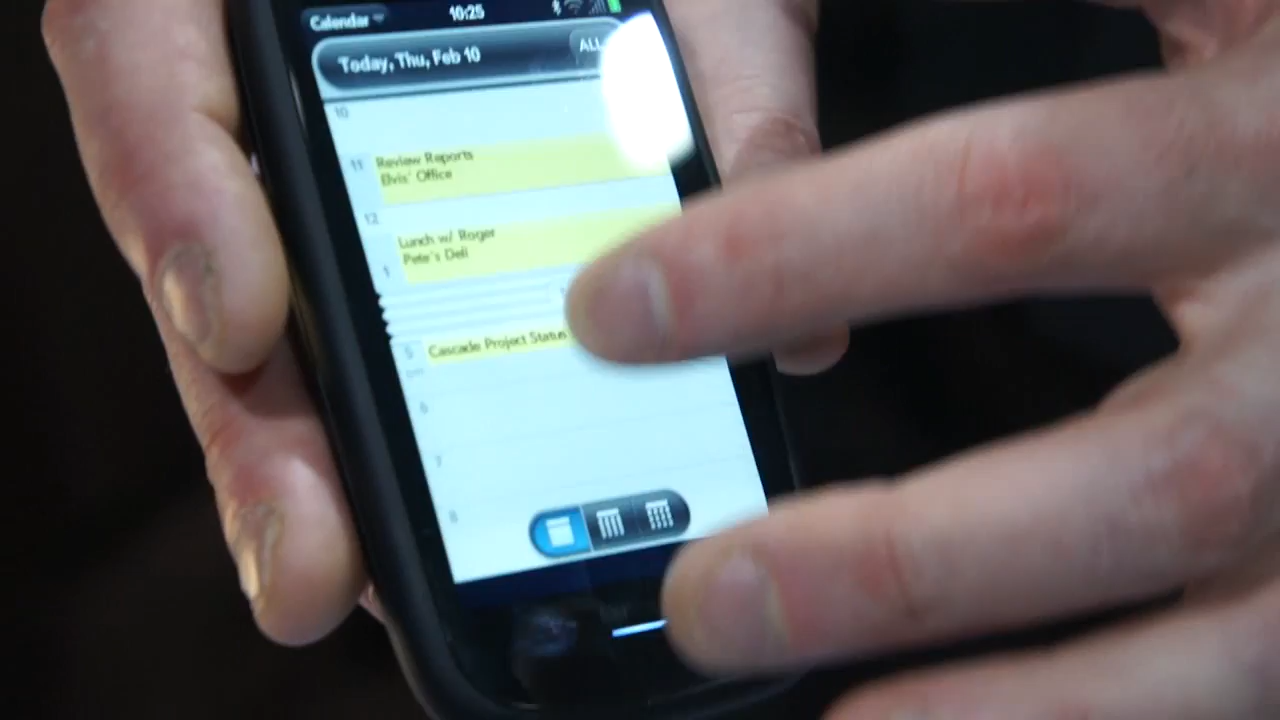 Calendar
10:25
Today, Thu, Feb 10
ALL
10
11
Review Reports
Elvis' Office
12
Lunch w/ Roger
1
Pete's Deli
5
Cascade Project Status
6
7
8